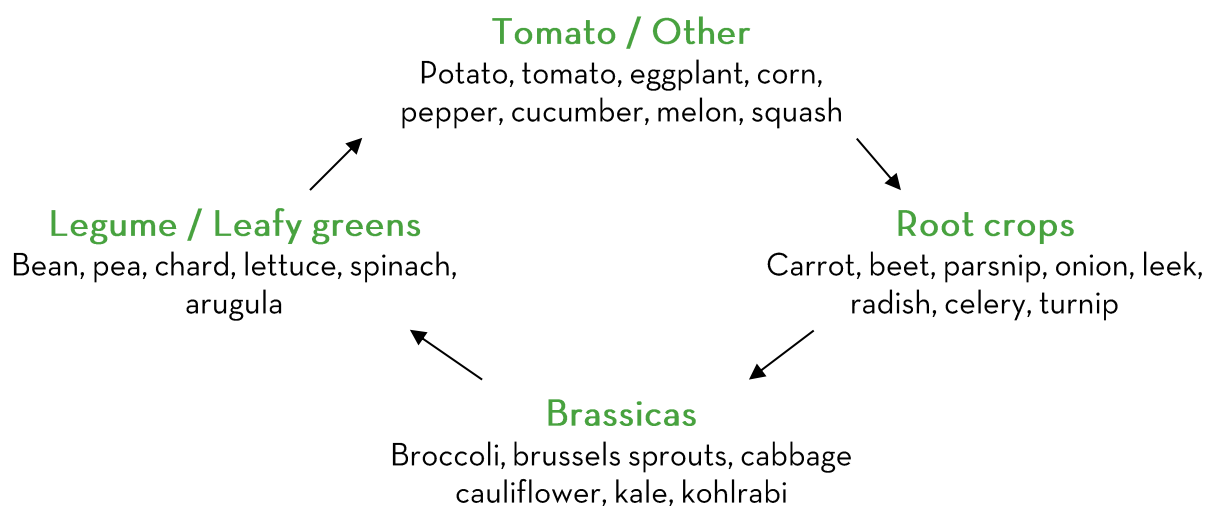 Tomato / Other
Potato, tomato, eggplant, corn,
pepper, cucumber, melon, squash
Legume / Leafy greens
Bean, pea, chard, lettuce, spinach,
arugula
Root crops
Carrot, beet, parsnip, onion, leek,
radish, celery, turnip
Brassicas
Broccoli, brussels sprouts, cabbage
cauliflower, kale, kohlrabi